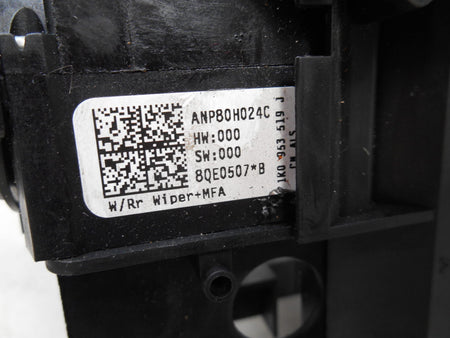 ANP80H024C
HW:000
SW:000
8QE0507*B
W/Rr Wiper+MFA
1K0 953 519 J